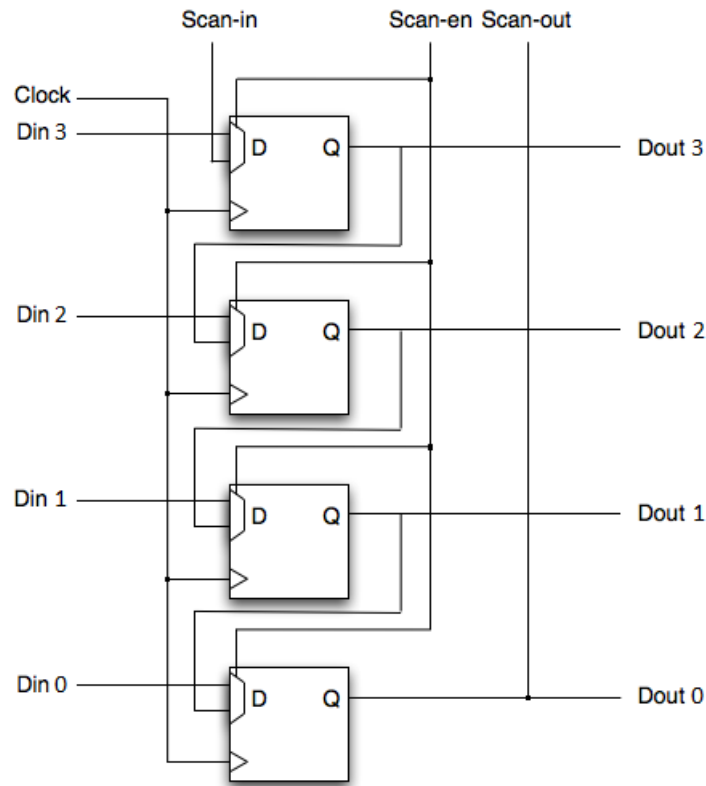 Scan-in Scan-en Scan-out
Clock
Din 3
D Q Dout 3
Din 2
D Q Dout 2
Din 1
D Q Dout 1
Din 0
D Q Dout 0